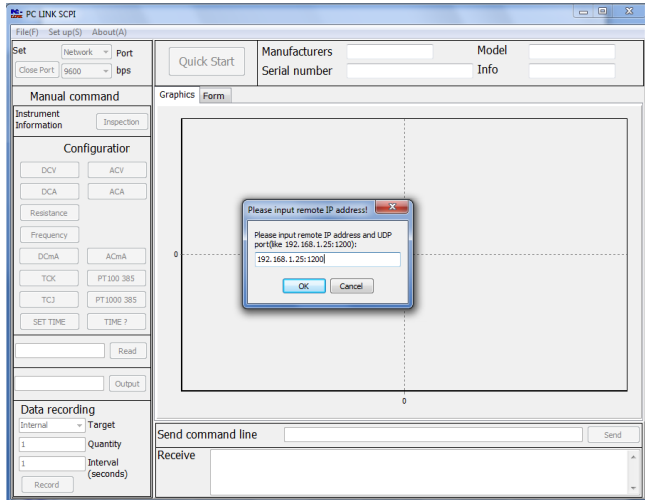 PC LINK SCPI
File(F) Set up(S) About(A)
Set Network Port
Close Port 9600 bps
Quick Start
Manufacturers Model
Serial number Info
Manual command
Instrument Information Inspection
Configuratior
DCV ACV
DCA ACA
Resistance
Frequency
DCmA ACmA
TCK PT100 385
TCJ PT1000 385
SET TIME TIME ?
Read
Output
Data recording
Internal Target
1 Quantity
1 Interval (seconds)
Record
Graphics Form
0
0
Please input remote IP address!
Please input remote IP address and UDP
port(like 192.168.1.25:1200):
192.168.1.25:1200
OK Cancel
Send command line Send
Receive